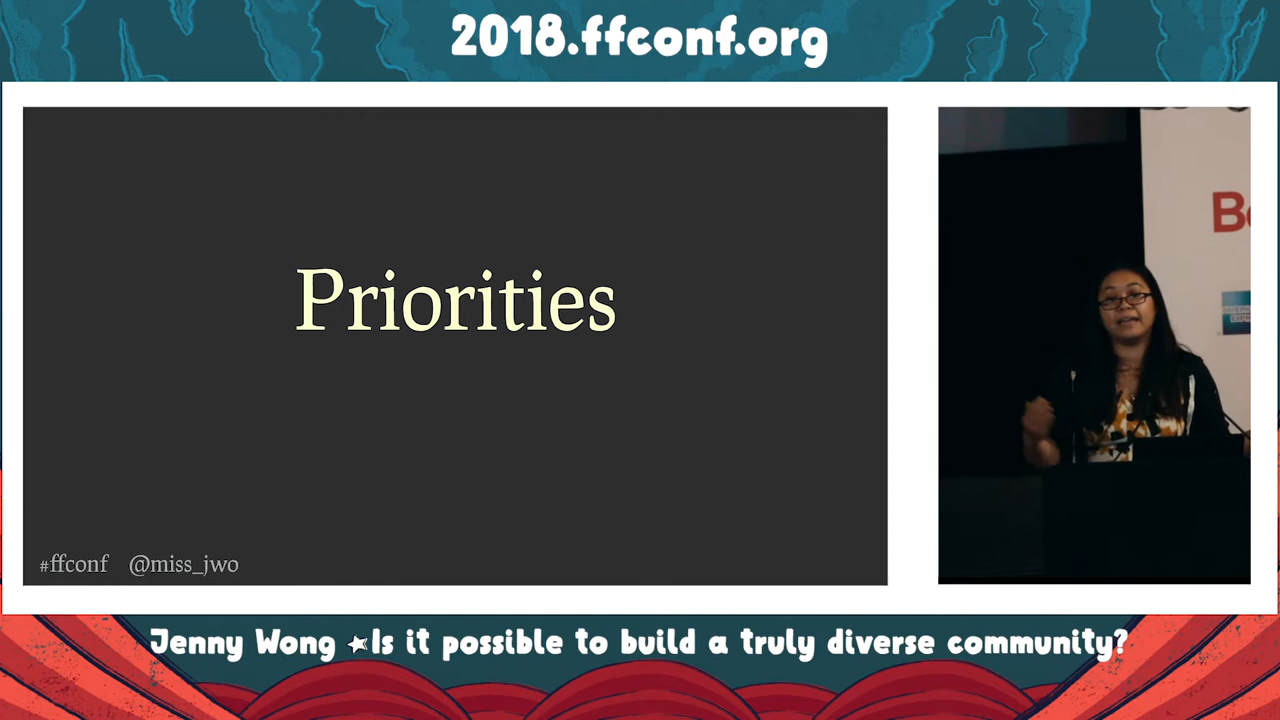 2018.ffconf.org
Priorities
#ffconf @miss_jwo
Jenny Wong ★ Is it possible to build a truly diverse community?